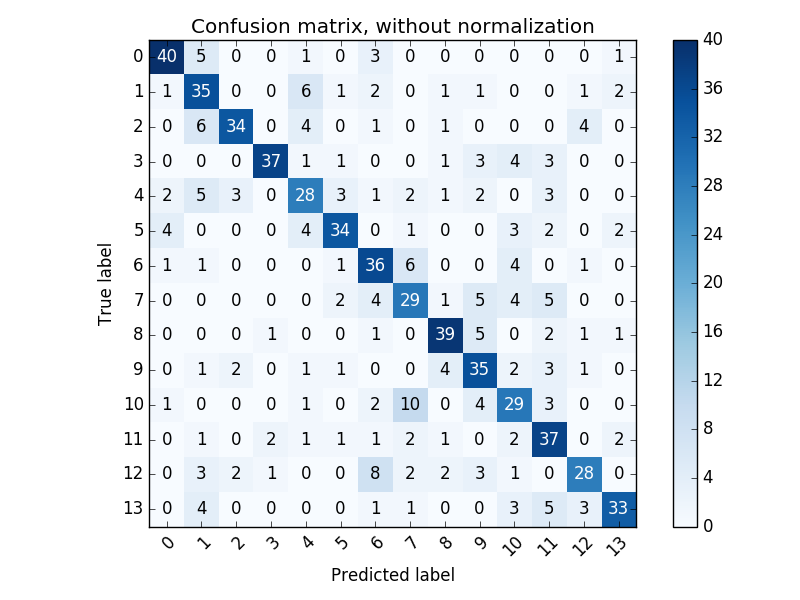 Confusion matrix, without normalization
0 40 5 0 0 1 0 3 0 0 0 0 0 0 1
1 1 35 0 0 6 1 2 0 1 1 0 0 1 2
2 0 6 34 0 4 0 1 0 1 0 0 0 4 0
3 0 0 0 37 1 1 0 0 1 3 4 3 0 0
4 2 5 3 0 28 3 1 2 1 2 0 3 0 0
5 4 0 0 0 4 34 0 1 0 0 3 2 0 2
6 1 1 0 0 0 1 36 6 0 0 4 0 1 0
7 0 0 0 0 0 2 4 29 1 5 4 5 0 0
8 0 0 0 1 0 0 1 0 39 5 0 2 1 1
9 0 1 2 0 1 1 0 0 4 35 2 3 1 0
10 1 0 0 0 1 0 2 10 0 4 29 3 0 0
11 0 1 0 2 1 1 1 2 1 0 2 37 0 2
12 0 3 2 1 0 0 8 2 2 3 1 0 28 0
13 0 4 0 0 0 0 1 1 0 0 3 5 3 33
0 1 2 3 4 5 6 7 8 9 10 11 12 13
Predicted label
True label
40
36
32
28
24
20
16
12
8
4
0